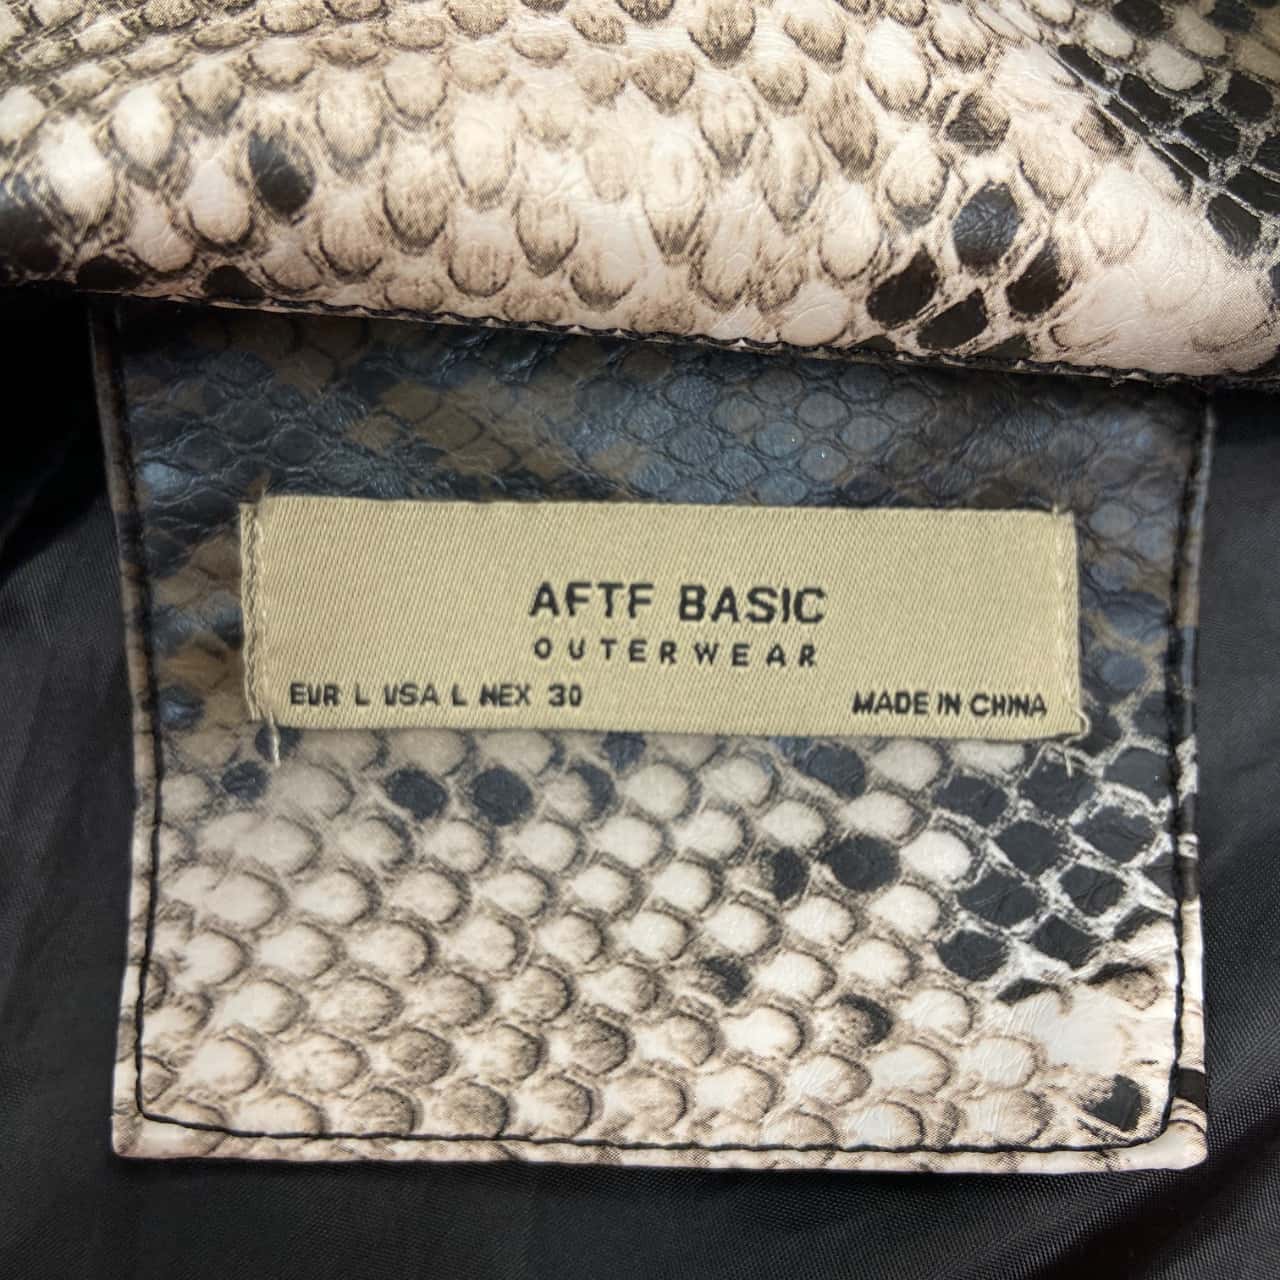 AFTF BASIC
OUTERWEAR
EUR L USA L MEX 30 MADE IN CHINA